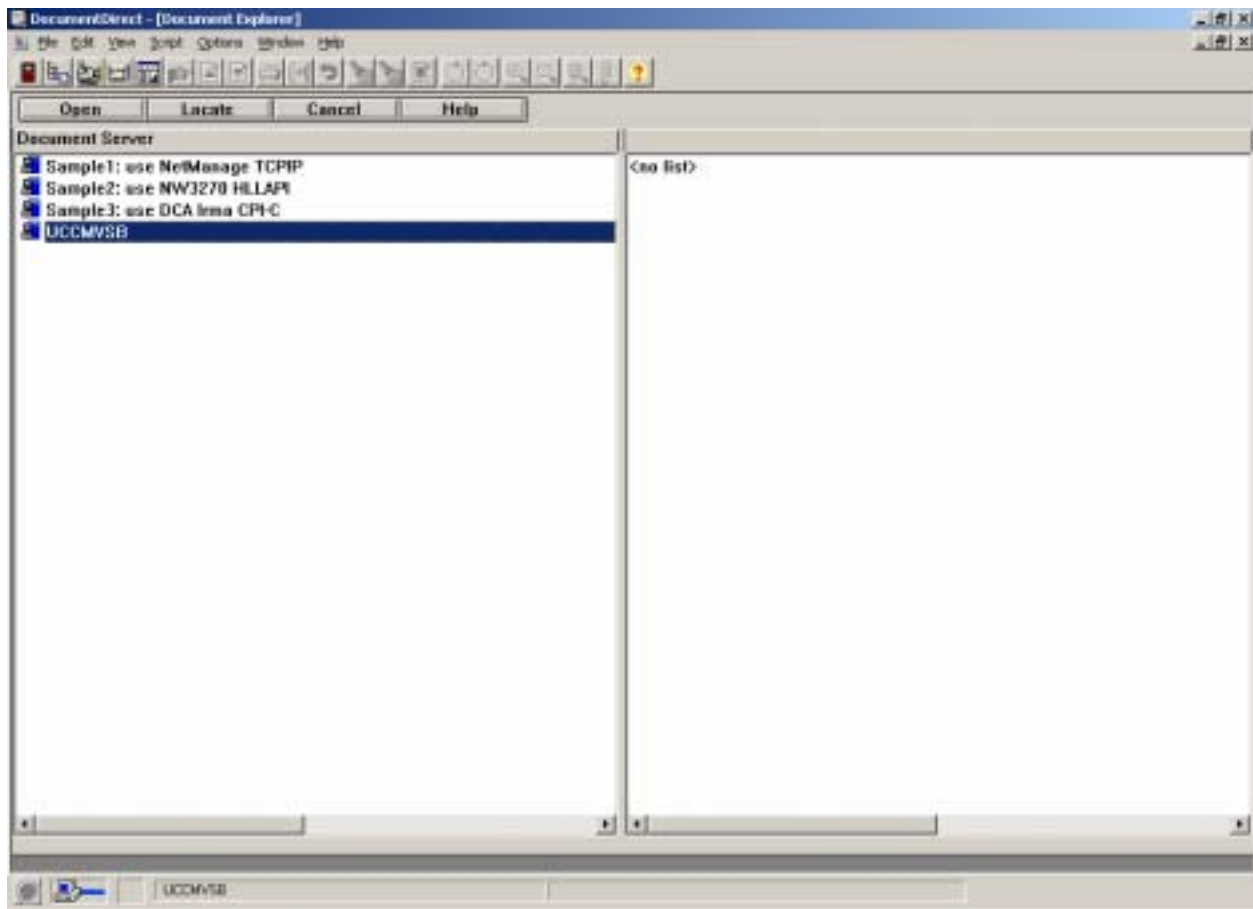 DocumentDirect - [Document Explorer]
File Edit View Script Options Window Help
Open Locate Cancel Help
Document Server
Sample1: use NetManage TCPIP
<no list>
Sample2: use NW3270 HLLAPI
Sample3: use DCA Irma CPI-C
UCCMVSB
UCCMVSB